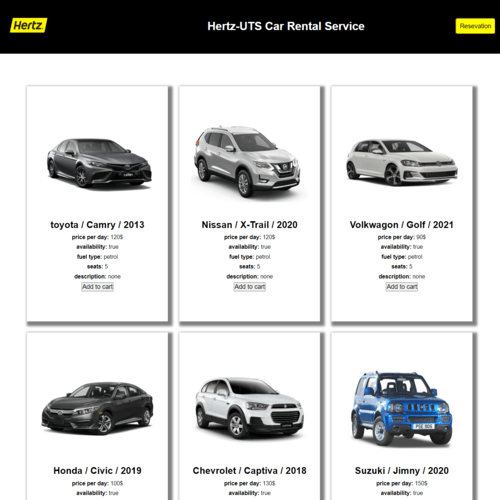 Hertz
Hertz-UTS Car Rental Service
Resevation
toyota / Camry / 2013
price per day: 120$
availability: true
fuel type: petrol
seats: 5
description: none
Add to cart
Nissan / X-Trail / 2020
price per day: 120$
availability: true
fuel type: petrol
seats: 5
description: none
Add to cart
Volkwagon / Golf / 2021
price per day: 90$
availability: true
fuel type: petrol
seats: 5
description: none
Add to cart
Honda / Civic / 2019
price per day: 100$
availability: true
Chevrolet / Captiva / 2018
price per day: 130$
availability: true
PSE NDS
Suzuki / Jimny / 2020
price per day: 150$
availability: true